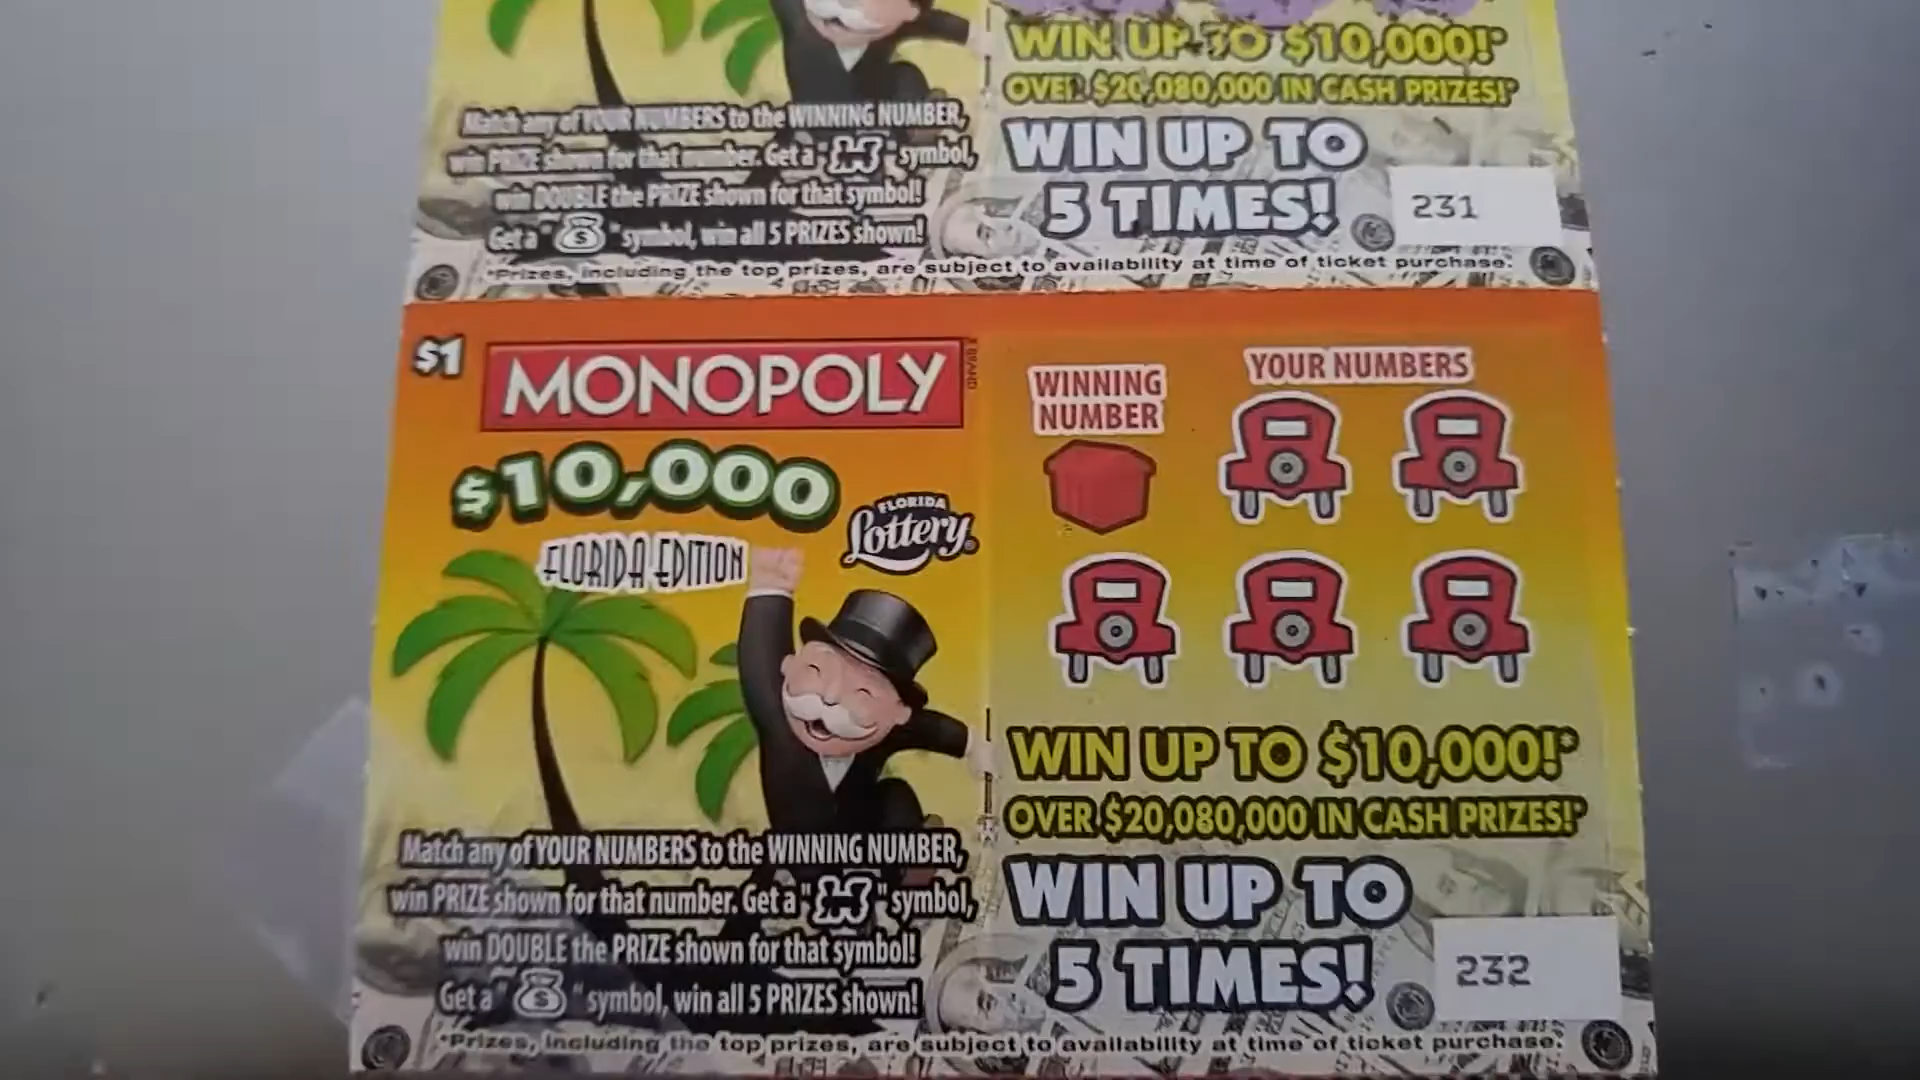 WIN UP TO $10,000!*
OVER $20,080,000 IN CASH PRIZES!*
Match any of YOUR NUMBERS to the WINNING NUMBER,
win PRIZE shown for that number. Get a " " symbol,
win DOUBLE the PRIZE shown for that symbol!
Get a " $ " symbol, win all 5 PRIZES shown!
WIN UP TO
5 TIMES!
231
*Prizes, including the top prizes, are subject to availability at time of ticket purchase.
$1
MONOPOLY
BRAND
$10,000
FLORIDA
Lottery®
FLORIDA EDITION
WINNING
NUMBER
YOUR NUMBERS
WIN UP TO $10,000!*
OVER $20,080,000 IN CASH PRIZES!*
Match any of YOUR NUMBERS to the WINNING NUMBER,
win PRIZE shown for that number. Get a " " symbol,
win DOUBLE the PRIZE shown for that symbol!
Get a " $ " symbol, win all 5 PRIZES shown!
WIN UP TO
5 TIMES!
232
*Prizes, including the top prizes, are subject to availability at time of ticket purchase.